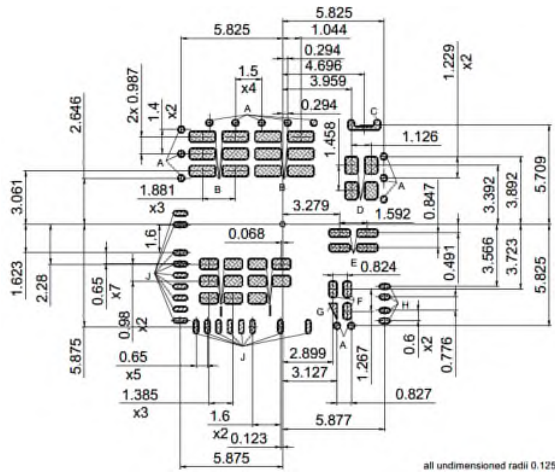 5.825
5.825
1.044
0.294
4.696
3.959
1.229
x2
1.5
x4
A
0.294
2x 0.987
1.4
x2
2.646
A
C
1.126
1.458
A
D
B
B
1.881
x3
3.061
3.279
1.592
0.847
3.392
3.892
5.709
0.068
1.6
E
0.491
3.566
3.723
5.825
1.623
2.28
0.65
x7
0.98
x2
5.875
J
0.824
F
G
H
A
J
2.899
3.127
1.267
0.6
x2
0.776
0.827
0.65
x5
1.385
x3
1.6
x2
0.123
5.875
5.877
all undimensioned radii 0.125